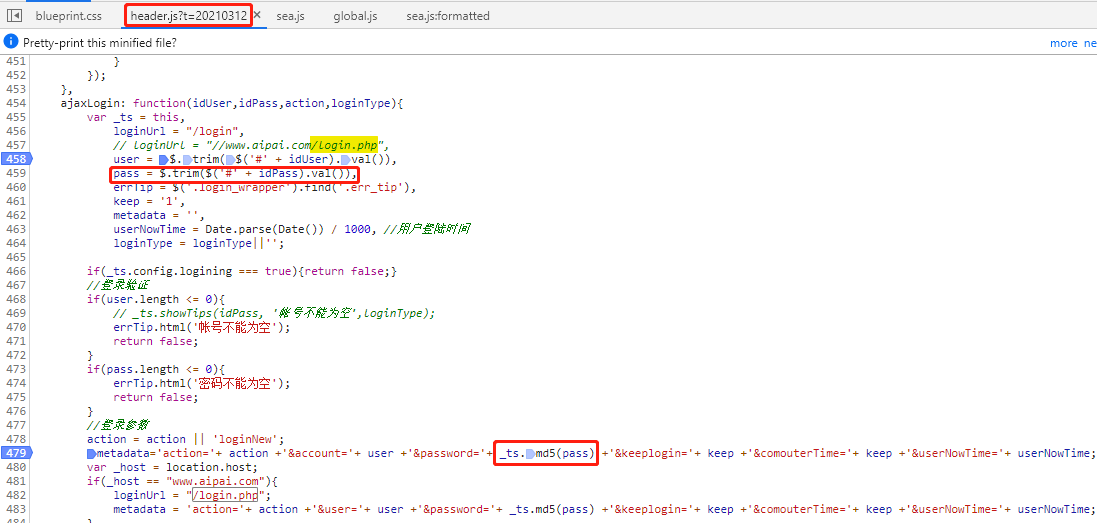 blueprint.css header.js?t=20210312 × sea.js global.js sea.js:formatted
Pretty-print this minified file? more ne
451 }
452 });
453 },
454 ajaxLogin: function(idUser,idPass,action,loginType){
455 var _ts = this,
456 loginUrl = "/login",
457 // loginUrl = "//www.aipai.com/login.php",
458 user = $.trim($('#' + idUser).val()),
459 pass = $.trim($('#' + idPass).val()),
460 errTip = $('.login_wrapper').find('.err_tip'),
461 keep = '1',
462 metadata = '',
463 userNowTime = Date.parse(Date()) / 1000, //用户登陆时间
464 loginType = loginType||'';
465
466 if(_ts.config.logining === true){return false;}
467 //登录验证
468 if(user.length <= 0){
469 // _ts.showTips(idPass, '帐号不能为空',loginType);
470 errTip.html('帐号不能为空');
471 return false;
472 }
473 if(pass.length <= 0){
474 errTip.html('密码不能为空');
475 return false;
476 }
477 //登录参数
478 action = action || 'loginNew';
479 metadata='action='+ action +'&account='+ user +'&password='+ _ts.md5(pass) +'&keeplogin='+ keep +'&comouterTime='+ keep +'&userNowTime='+ userNowTime;
480 var _host = location.host;
481 if(_host == "www.aipai.com"){
482 loginUrl = "/login.php";
483 metadata = 'action='+ action +'&user='+ user +'&password='+ _ts.md5(pass) +'&keeplogin='+ keep +'&comouterTime='+ keep +'&userNowTime='+ userNowTime;